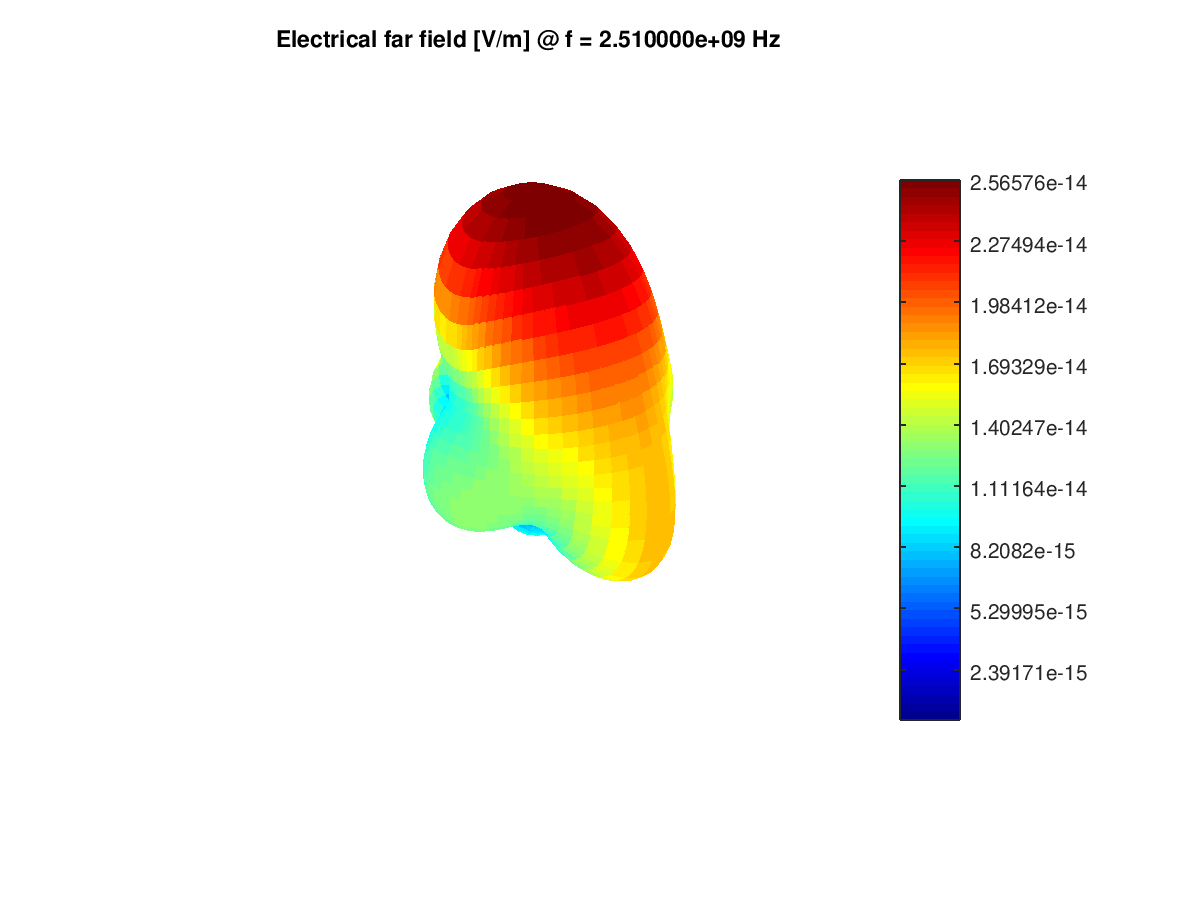 Electrical far field [V/m] @ f = 2.510000e+09 Hz
2.56576e-14
2.27494e-14
1.98412e-14
1.69329e-14
1.40247e-14
1.11164e-14
8.2082e-15
5.29995e-15
2.39171e-15